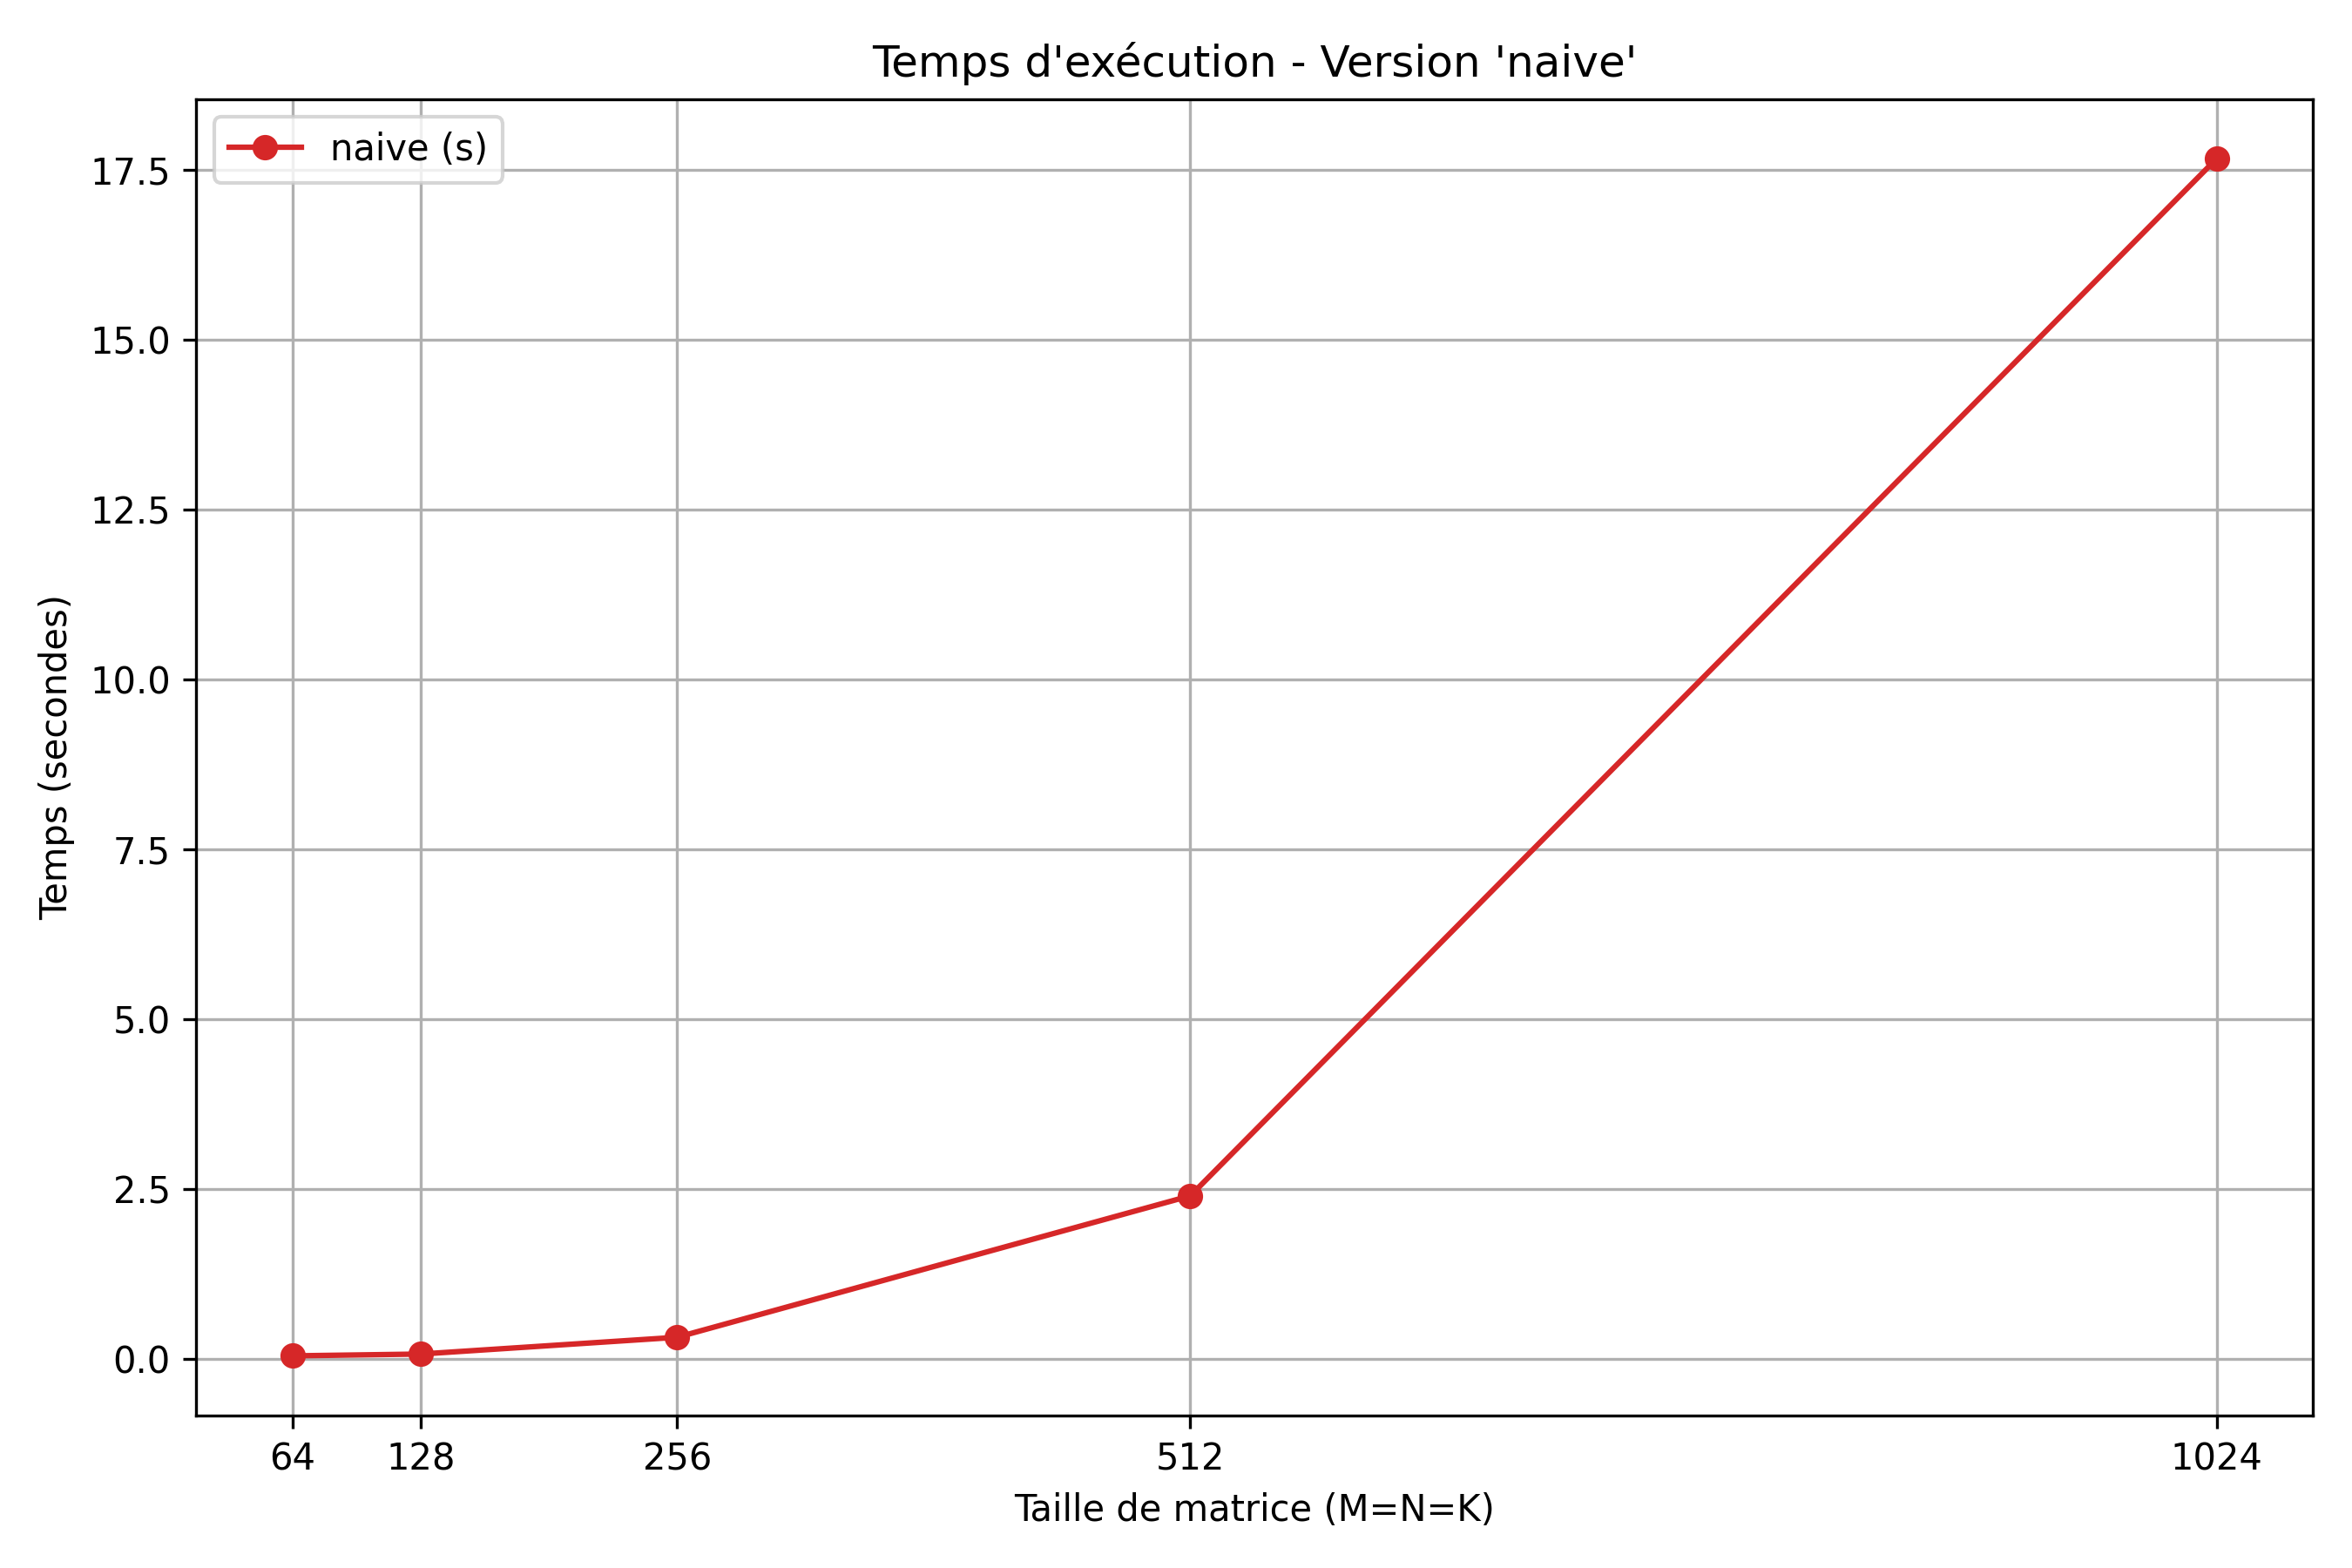 Temps d'exécution - Version 'naive'
naive (s)
17.5
15.0
12.5
10.0
7.5
5.0
2.5
0.0
Temps (secondes)
64 128 256 512 1024
Taille de matrice (M=N=K)